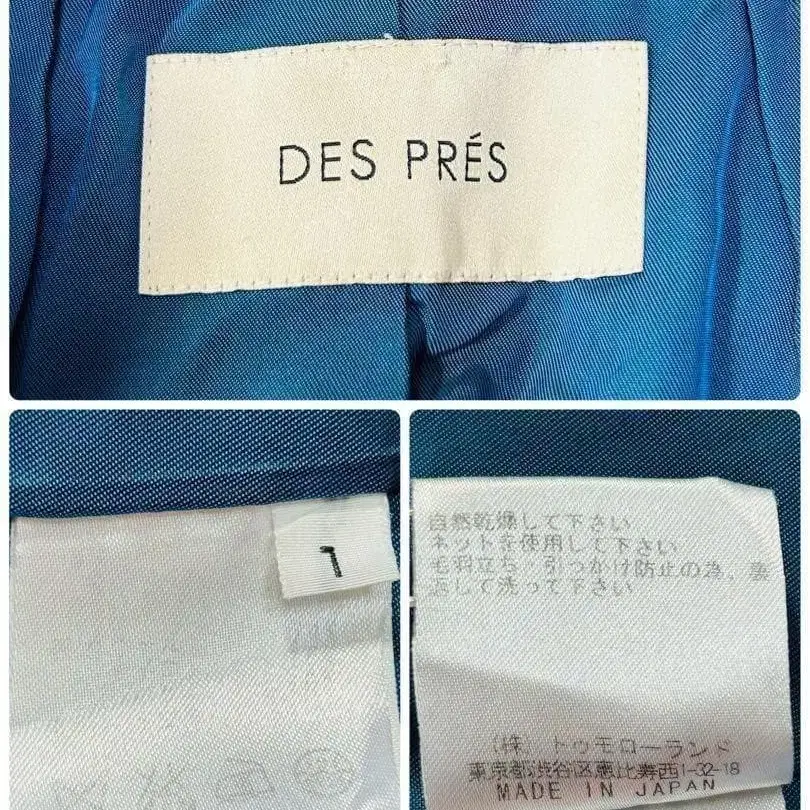 DES PRÉS
1
自然乾燥して下さい
ネットを使用して下さい
毛羽立ち・引っかけ防止の為、裏
返して洗って下さい
(株)トゥモローランド
東京都渋谷区恵比寿西1-32-18
MADE IN JAPAN